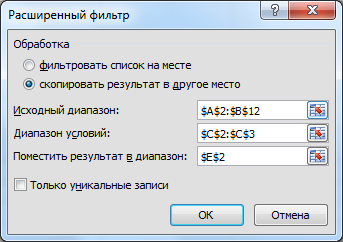 Расширенный фильтр
Обработка
фильтровать список на месте
скопировать результат в другое место
Исходный диапазон: $A$2:$B$12
Диапазон условий: $C$2:$C$3
Поместить результат в диапазон: $E$2
Только уникальные записи
ОК Отмена